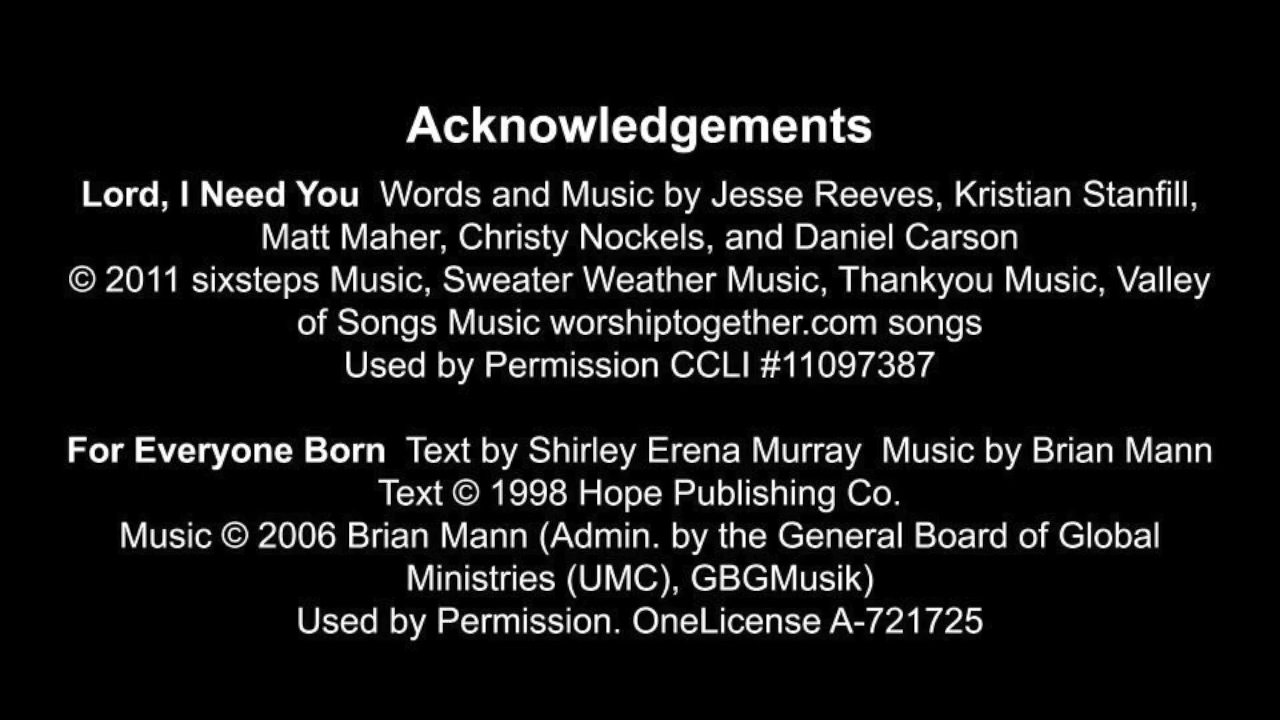 Acknowledgements
Lord, I Need You  Words and Music by Jesse Reeves, Kristian Stanfill,
Matt Maher, Christy Nockels, and Daniel Carson
© 2011 sixsteps Music, Sweater Weather Music, Thankyou Music, Valley
of Songs Music worshiptogether.com songs
Used by Permission CCLI #11097387
For Everyone Born  Text by Shirley Erena Murray  Music by Brian Mann
Text © 1998 Hope Publishing Co.
Music © 2006 Brian Mann (Admin. by the General Board of Global
Ministries (UMC), GBGMusik)
Used by Permission. OneLicense A-721725